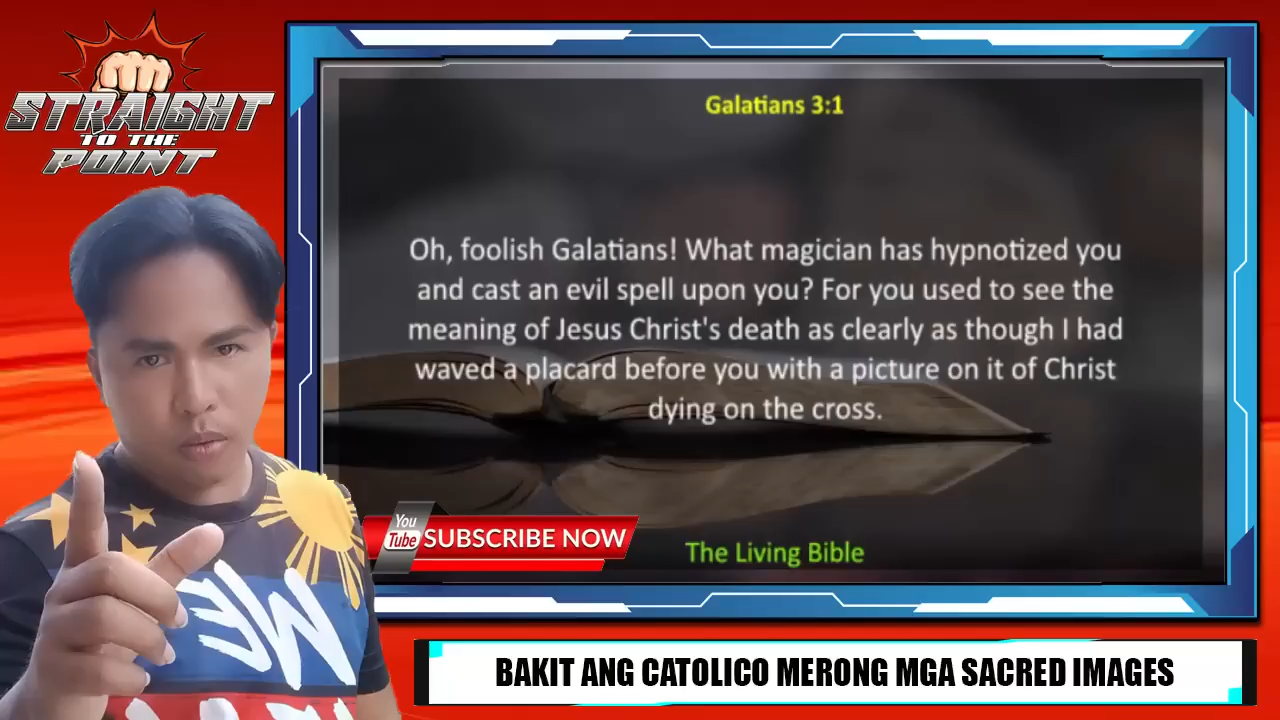 STRAIGHT
TO THE
POINT
Galatians 3:1
Oh, foolish Galatians! What magician has hypnotized you
and cast an evil spell upon you? For you used to see the
meaning of Jesus Christ's death as clearly as though I had
waved a placard before you with a picture on it of Christ
dying on the cross.
You
Tube
SUBSCRIBE NOW
The Living Bible
BAKIT ANG CATOLICO MERONG MGA SACRED IMAGES